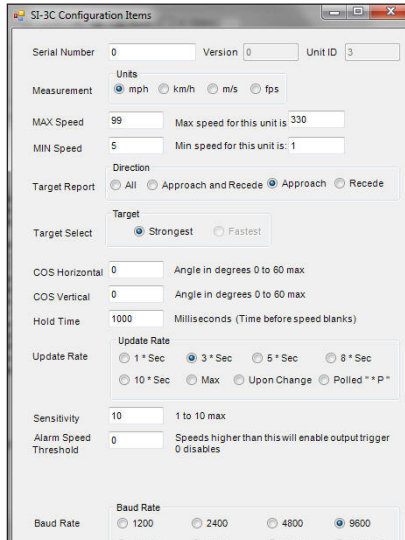 SI-3C Configuration Items
Serial Number 0 Version 0 Unit ID 3
Units
Measurement mph km/h m/s fps
MAX Speed 99 Max speed for this unit is 330
MIN Speed 5 Min speed for this unit is: 1
Direction
Target Report All Approach and Recede Approach Recede
Target
Target Select Strongest Fastest
COS Horizontal 0 Angle in degrees 0 to 60 max
COS Vertical 0 Angle in degrees 0 to 60 max
Hold Time 1000 Milliseconds (Time before speed blanks)
Update Rate
Update Rate 1 * Sec 3 * Sec 5 * Sec 8 * Sec
10 * Sec Max Upon Change Polled " * P "
Sensitivity 10 1 to 10 max
Alarm Speed Threshold 0 Speeds higher than this will enable output trigger
0 disables
Baud Rate
Baud Rate 1200 2400 4800 9600